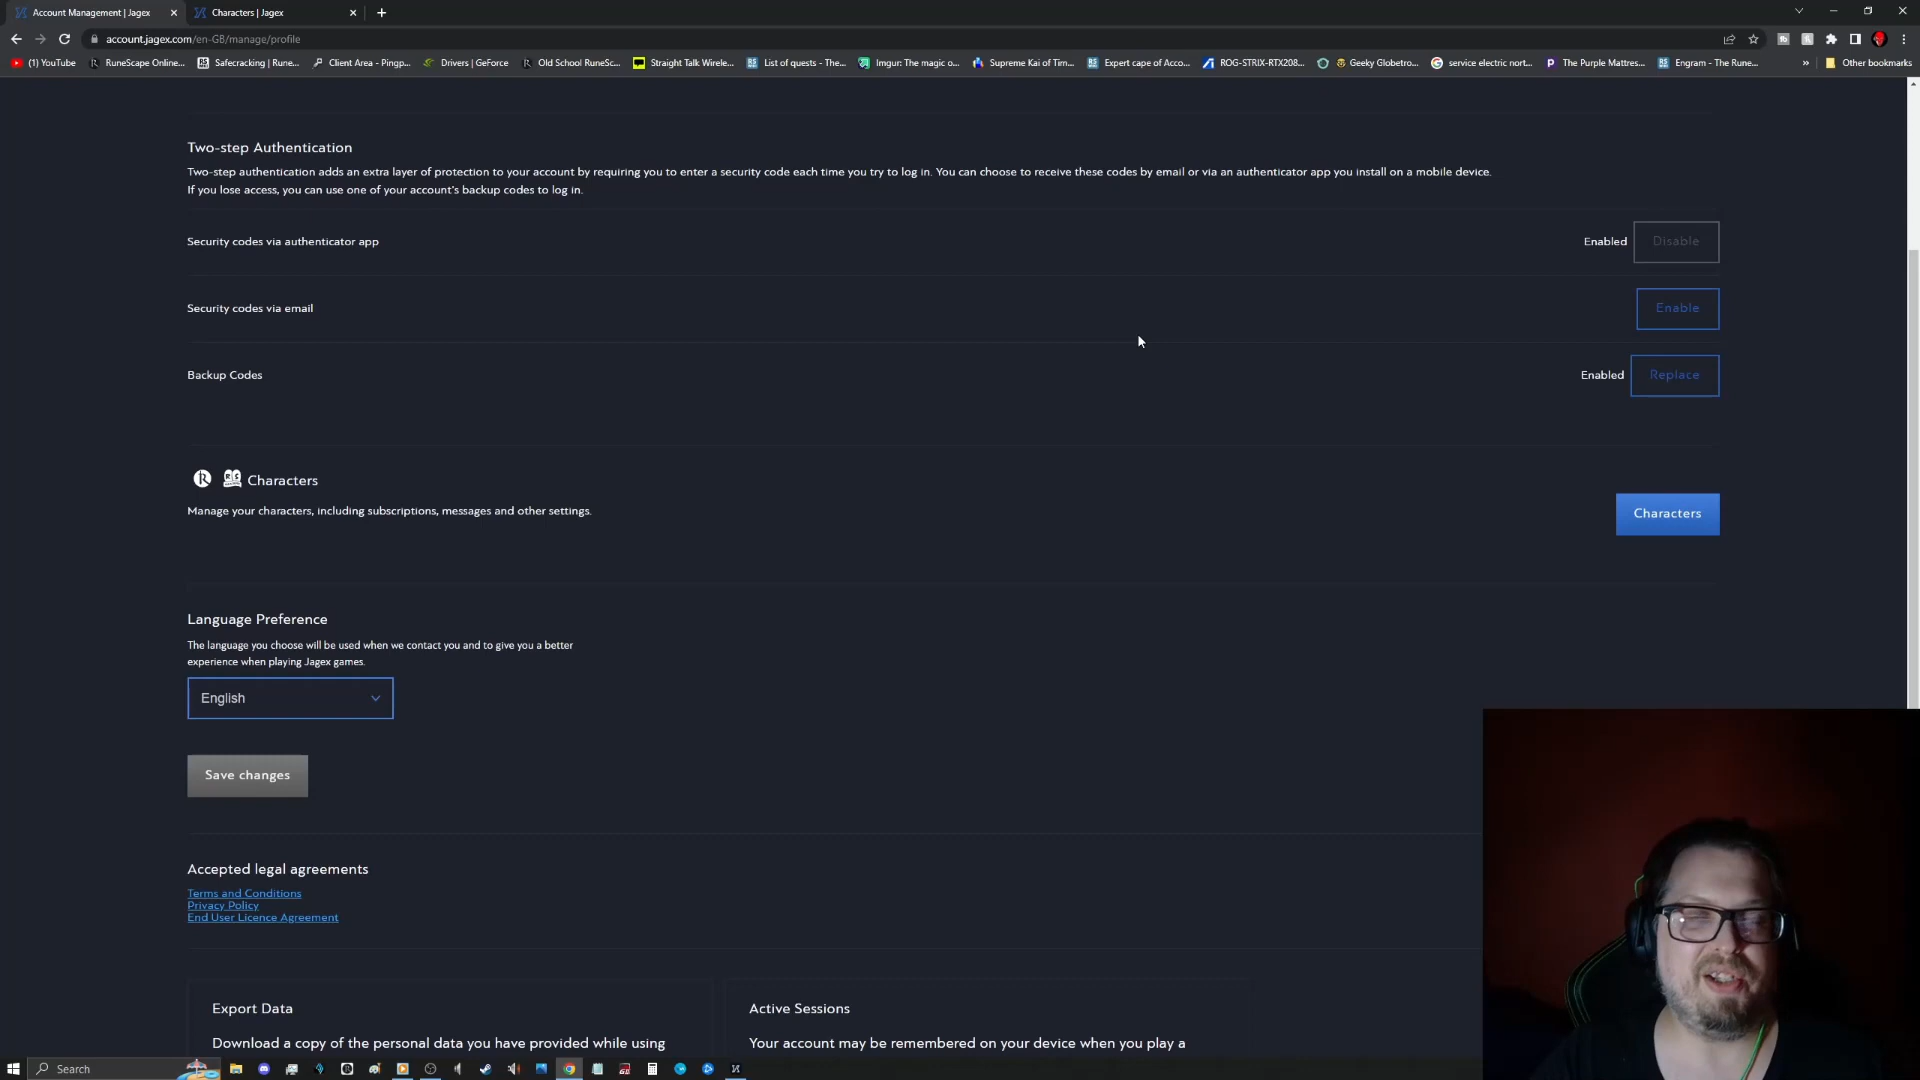 Account Management | Jagex
Characters | Jagex
account.jagex.com/en-GB/manage/profile
(1) YouTube
RuneScape Online...
Safecracking | Rune...
Client Area - Pingp...
Drivers | GeForce
Old School RuneSc...
Straight Talk Wirele...
List of quests - The...
Imgur: The magic o...
Supreme Kai of Tim...
Expert cape of Acco...
ROG-STRIX-RTX208...
Geeky Globetro...
service electric nort...
The Purple Mattres...
Engram - The Rune...
»
Other bookmarks
Two-step Authentication
Two-step authentication adds an extra layer of protection to your account by requiring you to enter a security code each time you try to log in. You can choose to receive these codes by email or via an authenticator app you install on a mobile device.
If you lose access, you can use one of your account's backup codes to log in.
Security codes via authenticator app
Enabled
Disable
Security codes via email
Enable
Backup Codes
Enabled
Replace
Characters
Manage your characters, including subscriptions, messages and other settings.
Characters
Language Preference
The language you choose will be used when we contact you and to give you a better
experience when playing Jagex games.
English
Save changes
Accepted legal agreements
Terms and Conditions
Privacy Policy
End User Licence Agreement
Export Data
Download a copy of the personal data you have provided while using
Active Sessions
Your account may be remembered on your device when you play a
Search